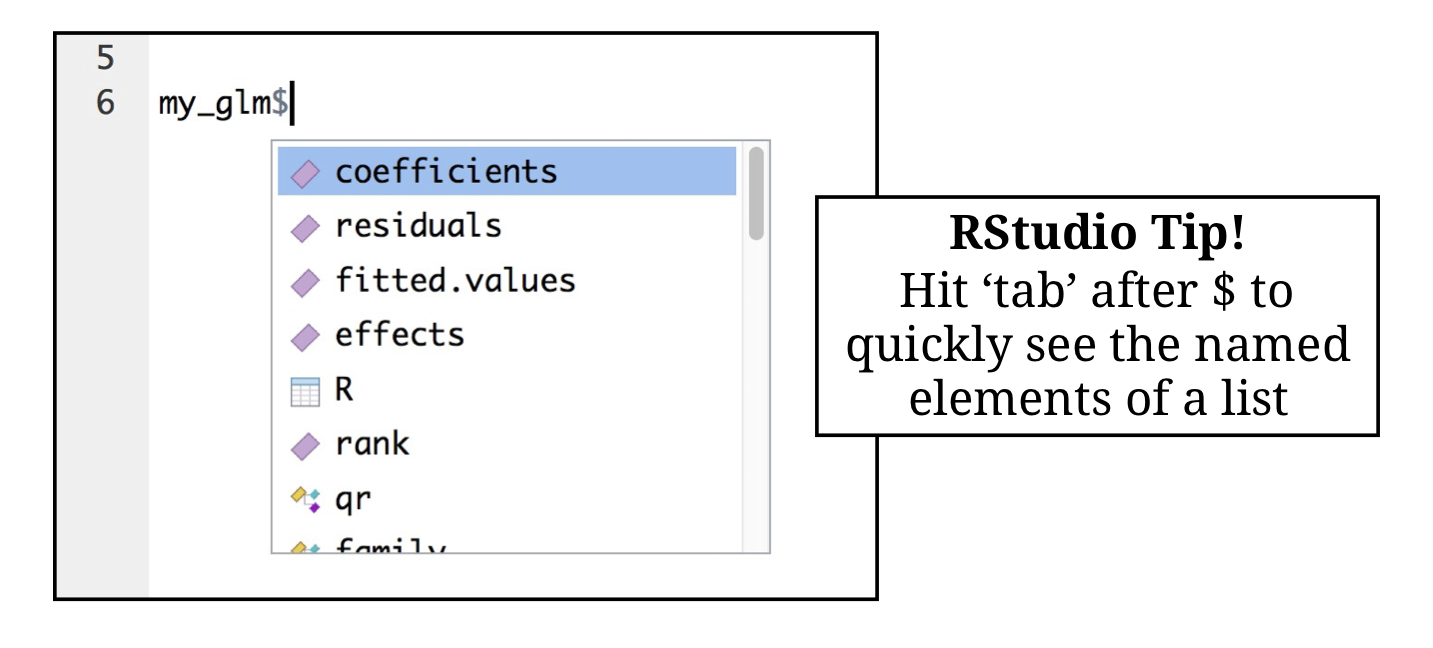 5
6 my_glm$
coefficients
residuals
fitted.values
effects
R
rank
qr
family
RStudio Tip!
Hit ‘tab’ after $ to
quickly see the named
elements of a list